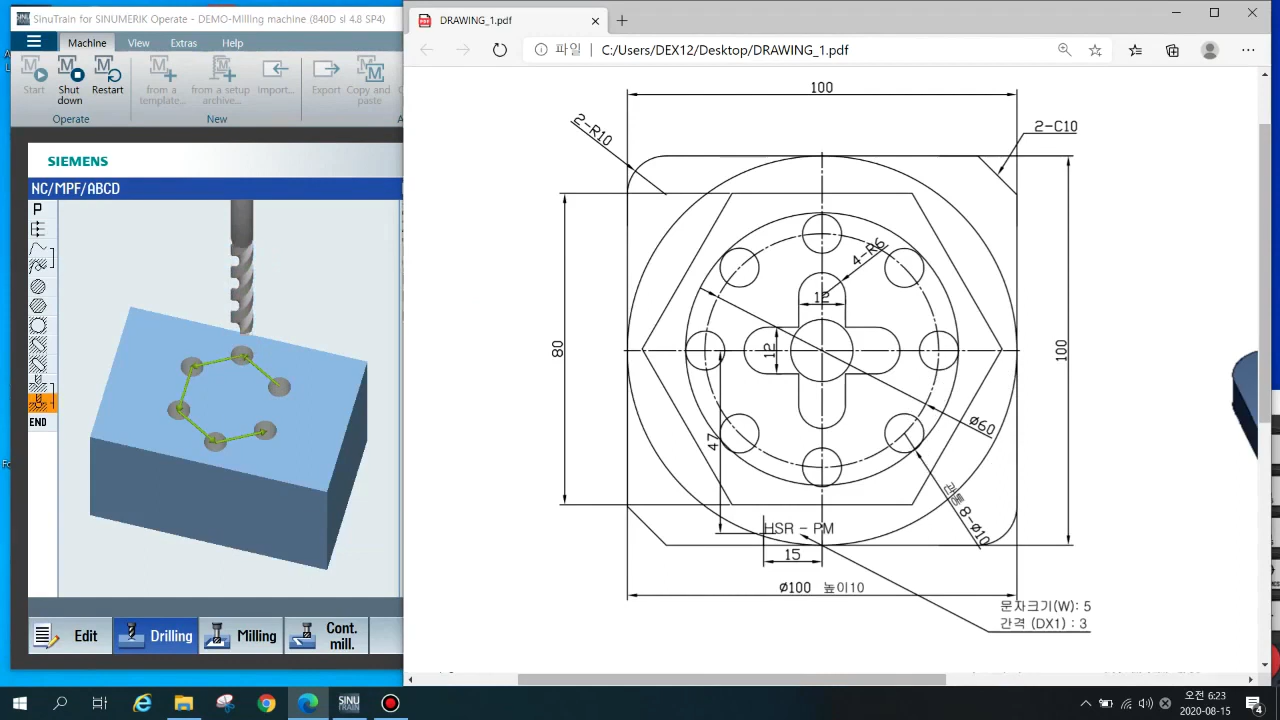 SinuTrain for SINUMERIK Operate - DEMO-Milling machine (840D sl 4.8 SP4)
Machine View Extras Help
Start Shut down Restart from a template... from a setup archive... Import... Export Copy and paste
Operate New
SIEMENS
NC/MPF/ABCD
P
END
Edit Drilling Milling Cont. mill.
DRAWING_1.pdf
파일 C:/Users/DEX12/Desktop/DRAWING_1.pdf
100
2-R10
2-C10
4-R6
12
12
80
100
47
ø60
관통 8-ø10
HSR - PM
15
ø100 높이10
문자크기(W): 5
간격 (DX1) : 3
SINU TRAIN
오전 6:23
2020-08-15
4